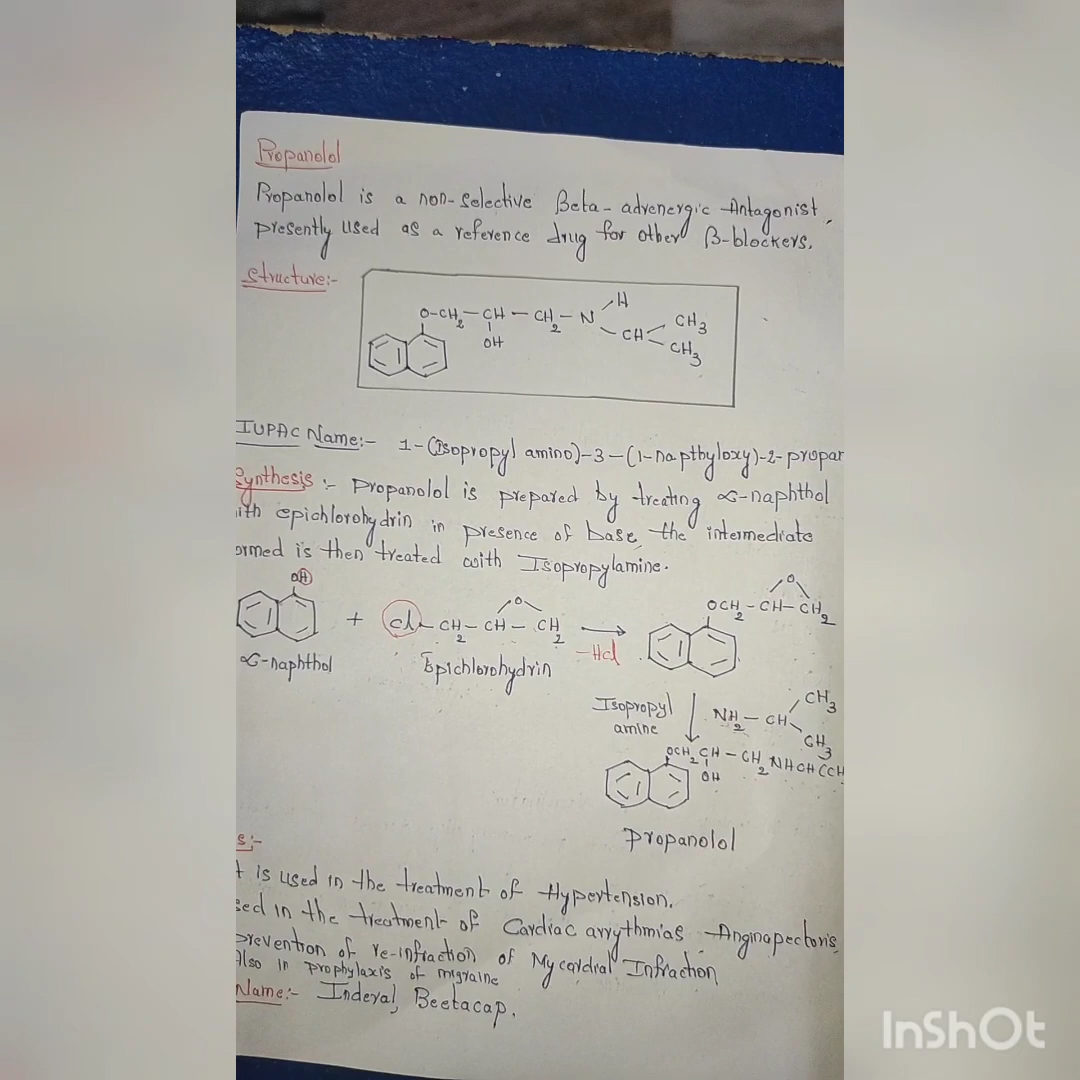 Propanolol
Propanolol is a non-selective Beta-adrenergic Antagonist,
presently used as a reference drug for other β-blockers.
Structure:-
H
O-CH2-CH-CH2-N
CH
CH3
CH3
OH
IUPAC Name:- 1-(Isopropyl amino)-3-(1-napthyloxy)-2-propan
Synthesis:- Propanolol is prepared by treating α-naphthol
ith epichlorohydrin in presence of base, the intermediate
ormed is then treated with Isopropylamine.
OH
+ Cl-CH2-CH-CH2
O
-Hcl
OCH2-CH-CH2
O
α-naphthol
Epichlorohydrin
Isopropyl
amine
NH2-CH
CH3
CH3
OCH2CH-CH2NHCHCCH
OH
Propanolol
s:-
t is used in the treatment of Hypertension.
sed in the treatment of Cardiac arrythmias, Anginapectoris
prevention of re-infraction of Mycardial Infraction
Also in prophylaxis of migraine
Name:- Inderal, Beetacap.
InShOt